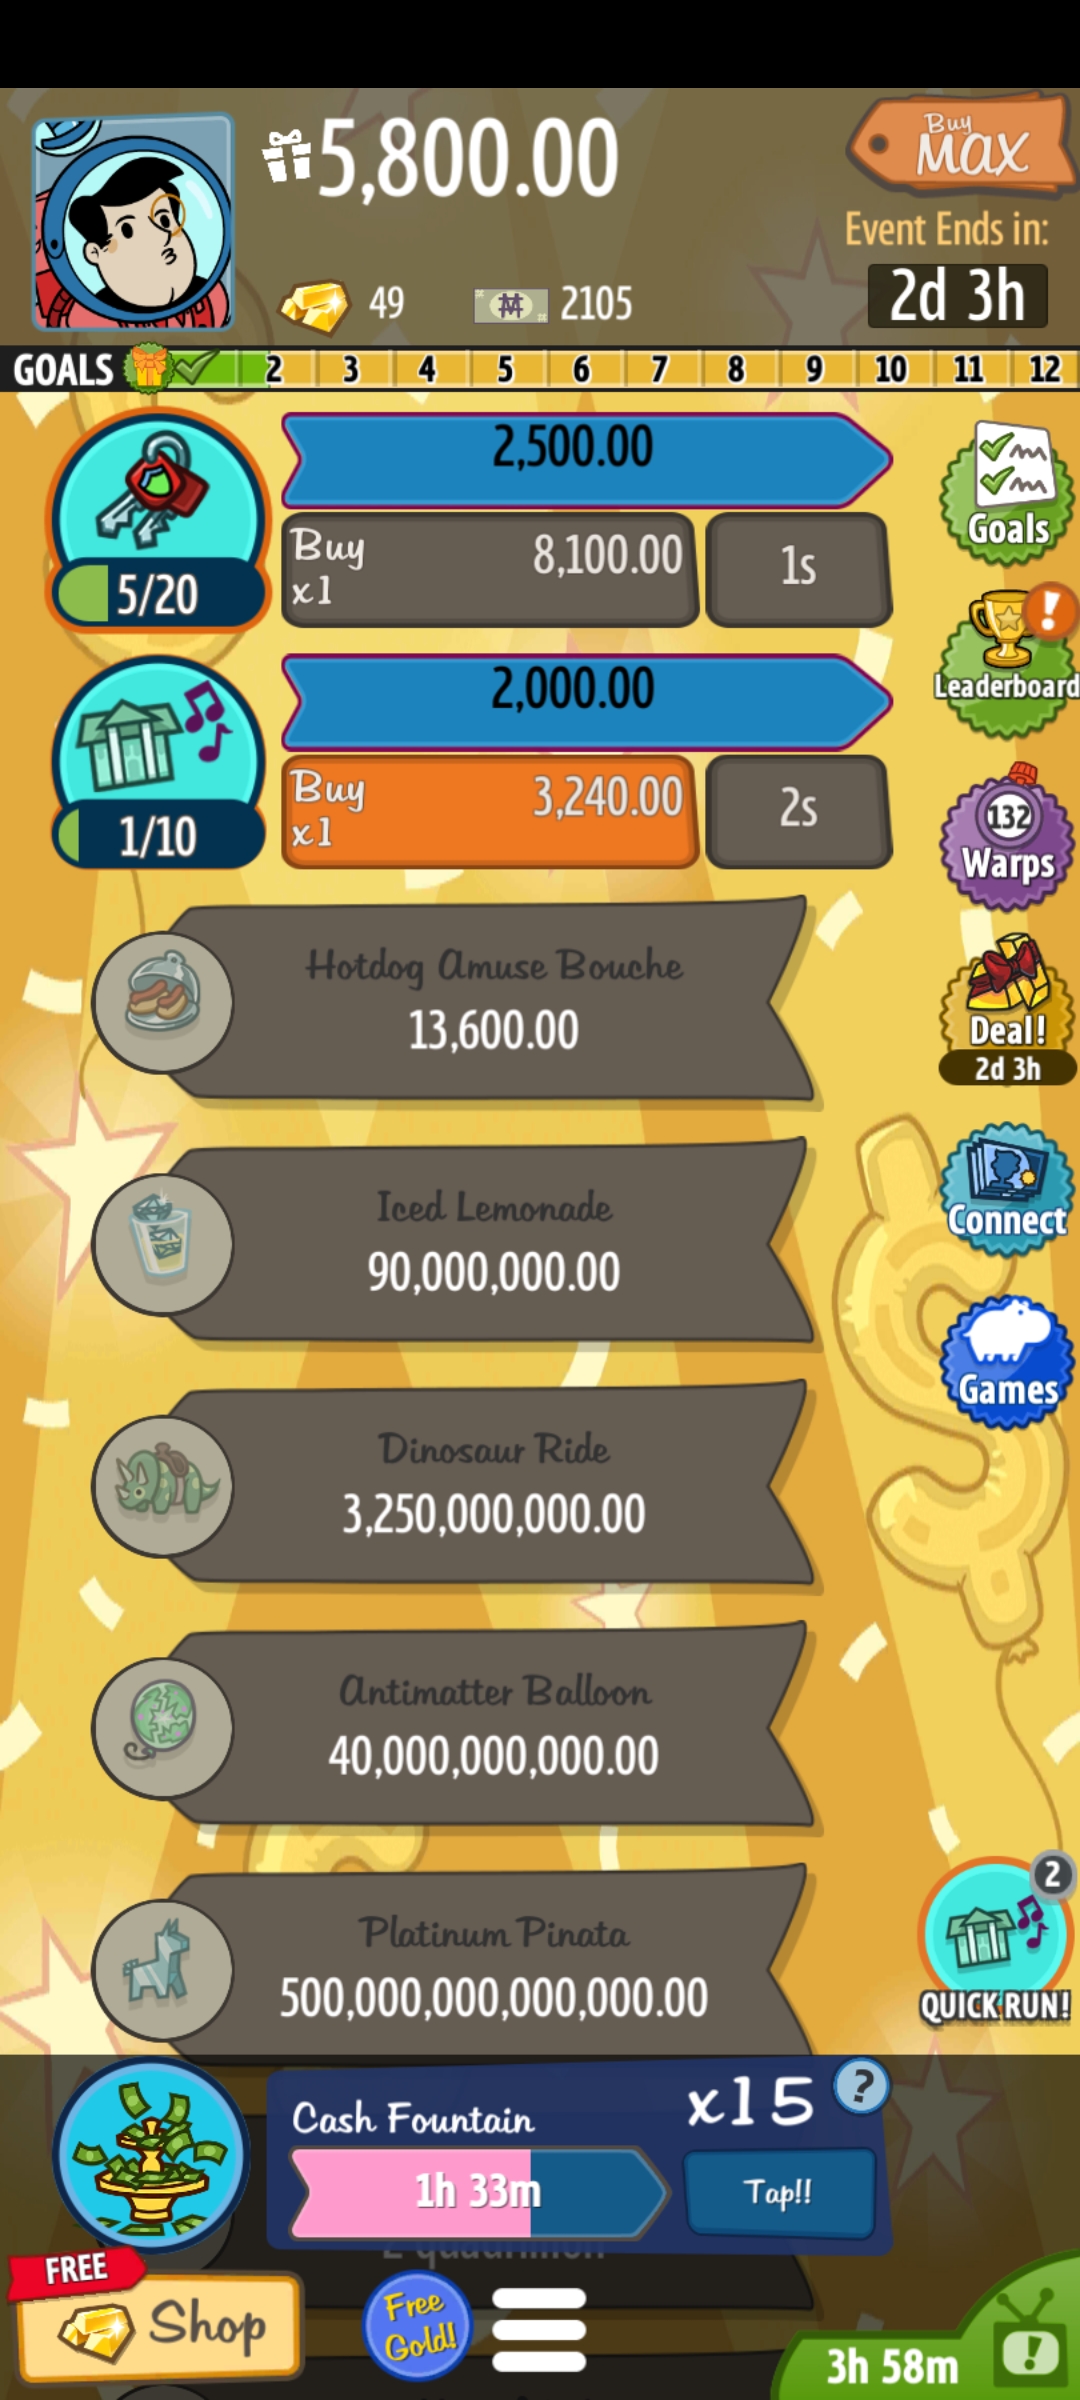 5,800.00
Buy
MAX
Event Ends in:
49
2105
2d 3h
GOALS 2 3 4 5 6 7 8 9 10 11 12
2,500.00
Buy
x1
8,100.00
1s
5/20
Goals
2,000.00
Buy
x1
3,240.00
2s
1/10
!
Leaderboard
132
Warps
Hotdog Amuse Bouche
13,600.00
Deal!
2d 3h
Iced Lemonade
90,000,000.00
Connect
Games
Dinosaur Ride
3,250,000,000.00
Antimatter Balloon
40,000,000,000.00
Platinum Pinata
500,000,000,000,000.00
2
QUICK RUN!
Cash Fountain
x15
?
1h 33m
Tap!!
FREE
Shop
Free
Gold!
3h 58m
!